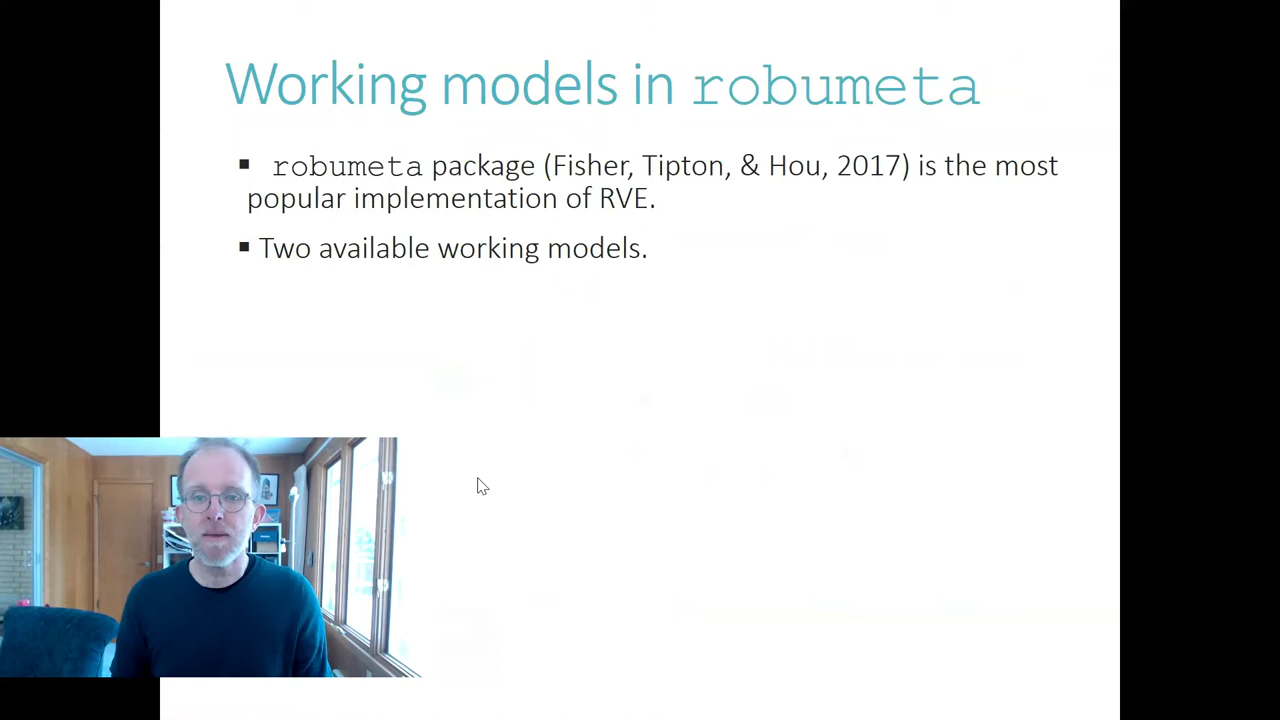 Working models in robumeta
▪ robumeta package (Fisher, Tipton, & Hou, 2017) is the most
popular implementation of RVE.
▪ Two available working models.